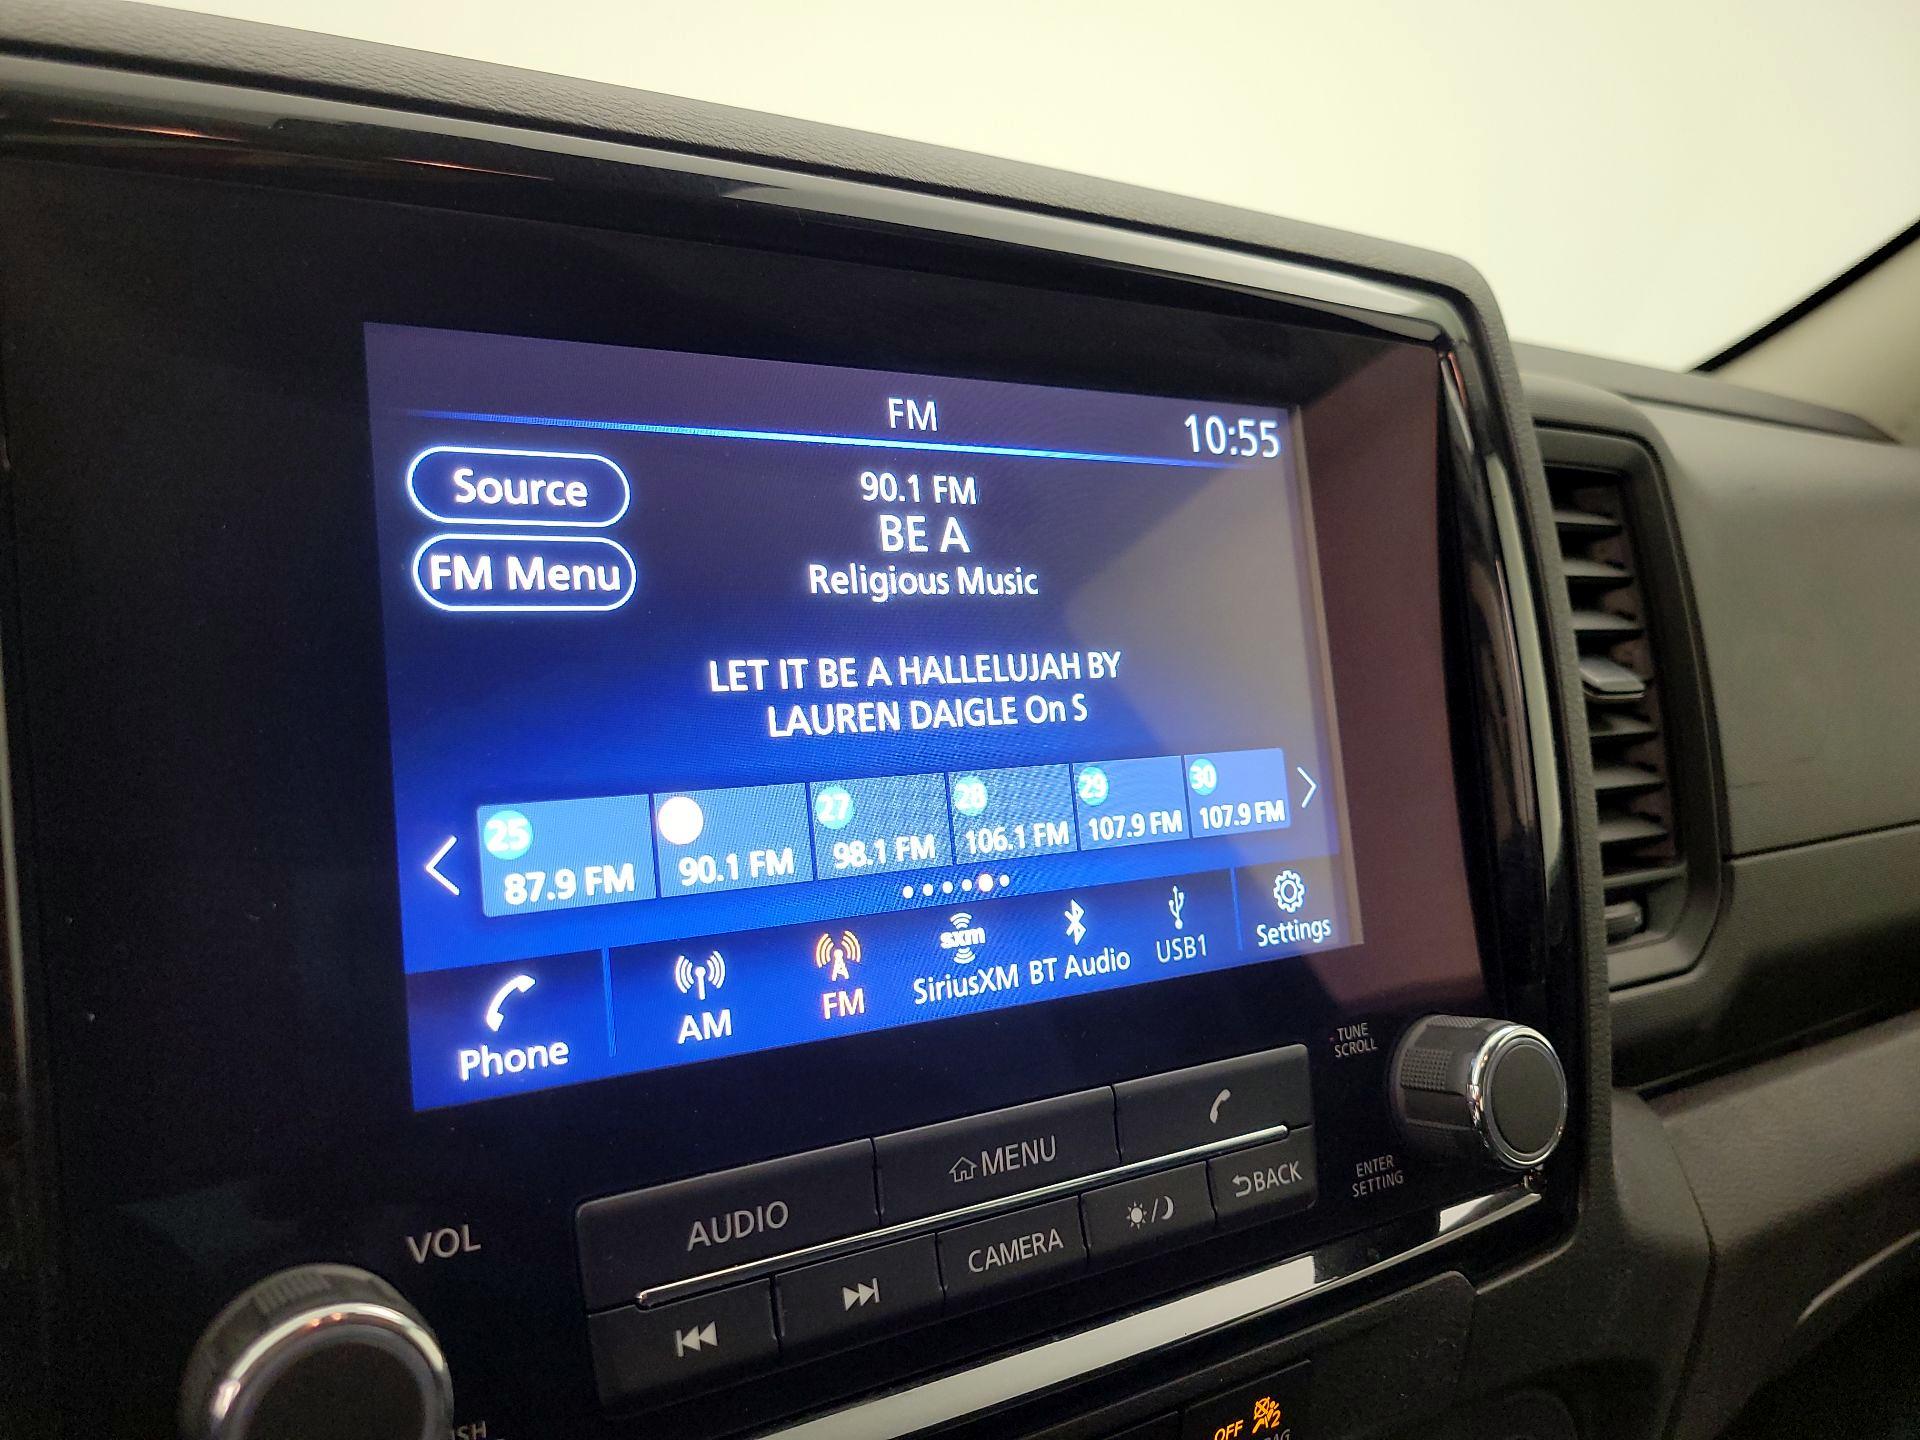 FM
10:55
Source
90.1 FM
BE A
FM Menu
Religious Music
LET IT BE A HALLELUJAH BY
LAUREN DAIGLE On S
25
87.9 FM
90.1 FM
27
98.1 FM
28
106.1 FM
29
107.9 FM
30
107.9 FM
Phone
AM
FM
sxm
SiriusXM
BT Audio
USB1
Settings
TUNE
SCROLL
VOL
AUDIO
MENU
CAMERA
BACK
ENTER
SETTING
OFF
2